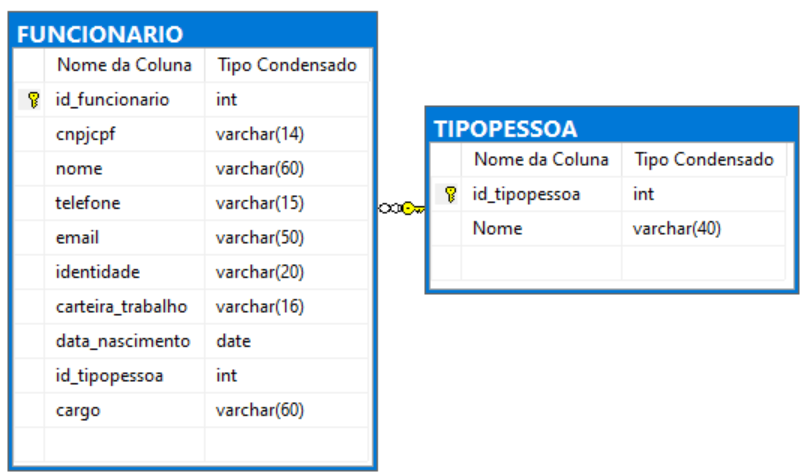 FUNCIONARIO
Nome da Coluna Tipo Condensado
id_funcionario int
cnpjcpf varchar(14)
nome varchar(60)
telefone varchar(15)
email varchar(50)
identidade varchar(20)
carteira_trabalho varchar(16)
data_nascimento date
id_tipopessoa int
cargo varchar(60)
TIPOPESSOA
Nome da Coluna Tipo Condensado
id_tipopessoa int
Nome varchar(40)